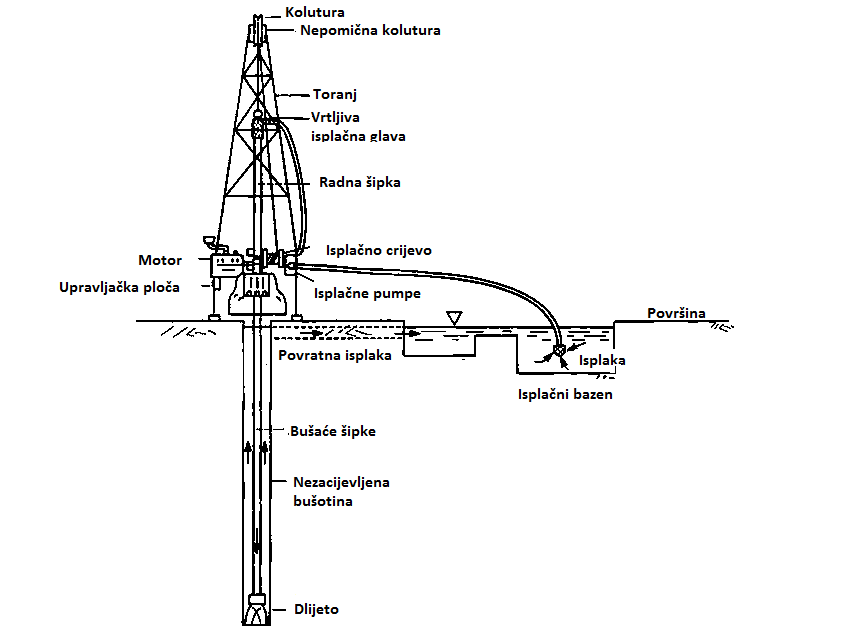 Kolutura
Nepomična kolutura
Toranj
Vrtljiva
isplačna glava
Radna šipka
Isplačno crijevo
Motor
Upravljačka ploča
Isplačne pumpe
Površina
Povratna isplaka
Isplaka
Isplačni bazen
Bušaće šipke
Nezacijevljena
bušotina
Dlijeto